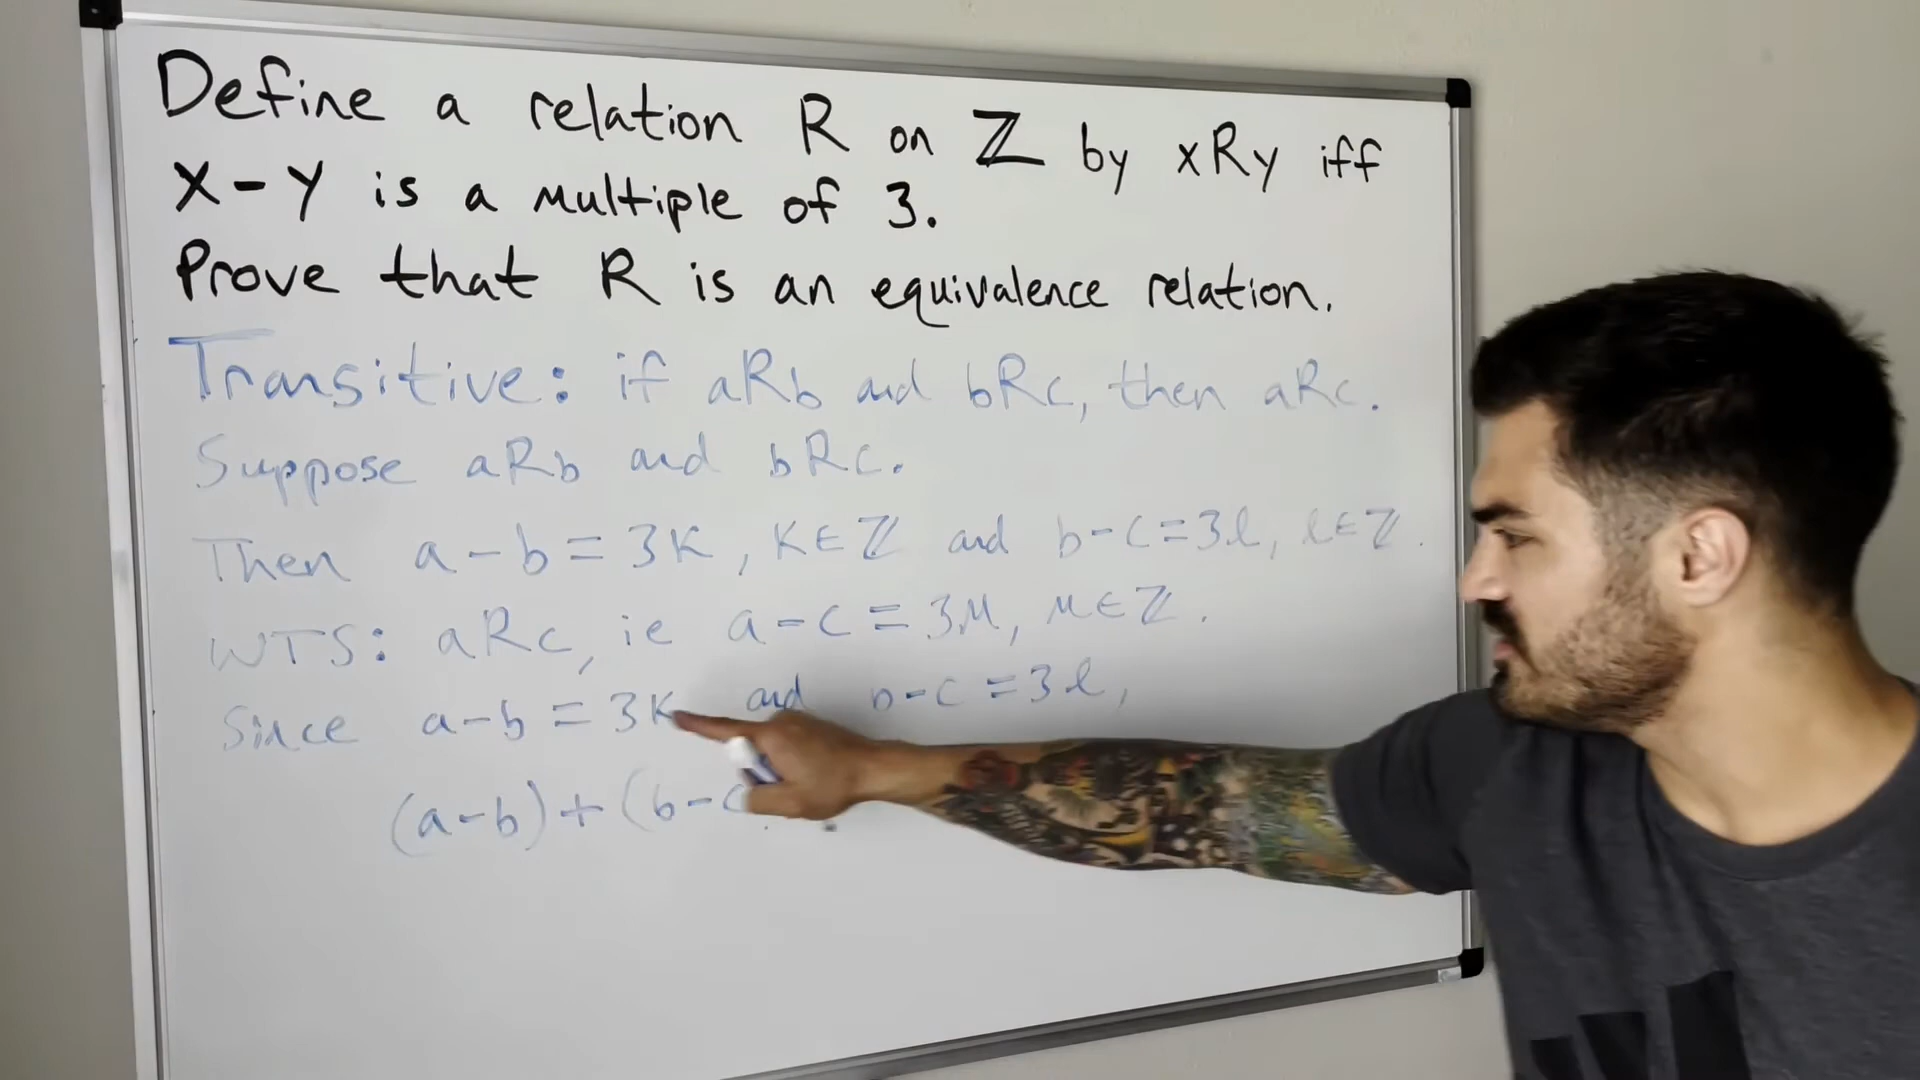 Define a relation R on ℤ by xRy iff
x-y is a multiple of 3.
Prove that R is an equivalence relation.
Transitive: if aRb and bRc, then aRc.
Suppose aRb and bRc.
Then a-b=3k, k∈ℤ and b-c=3l, l∈ℤ.
WTS: aRc, ie a-c=3M, M∈ℤ.
Since a-b=3k and b-c=3l,
(a-b)+(b-c